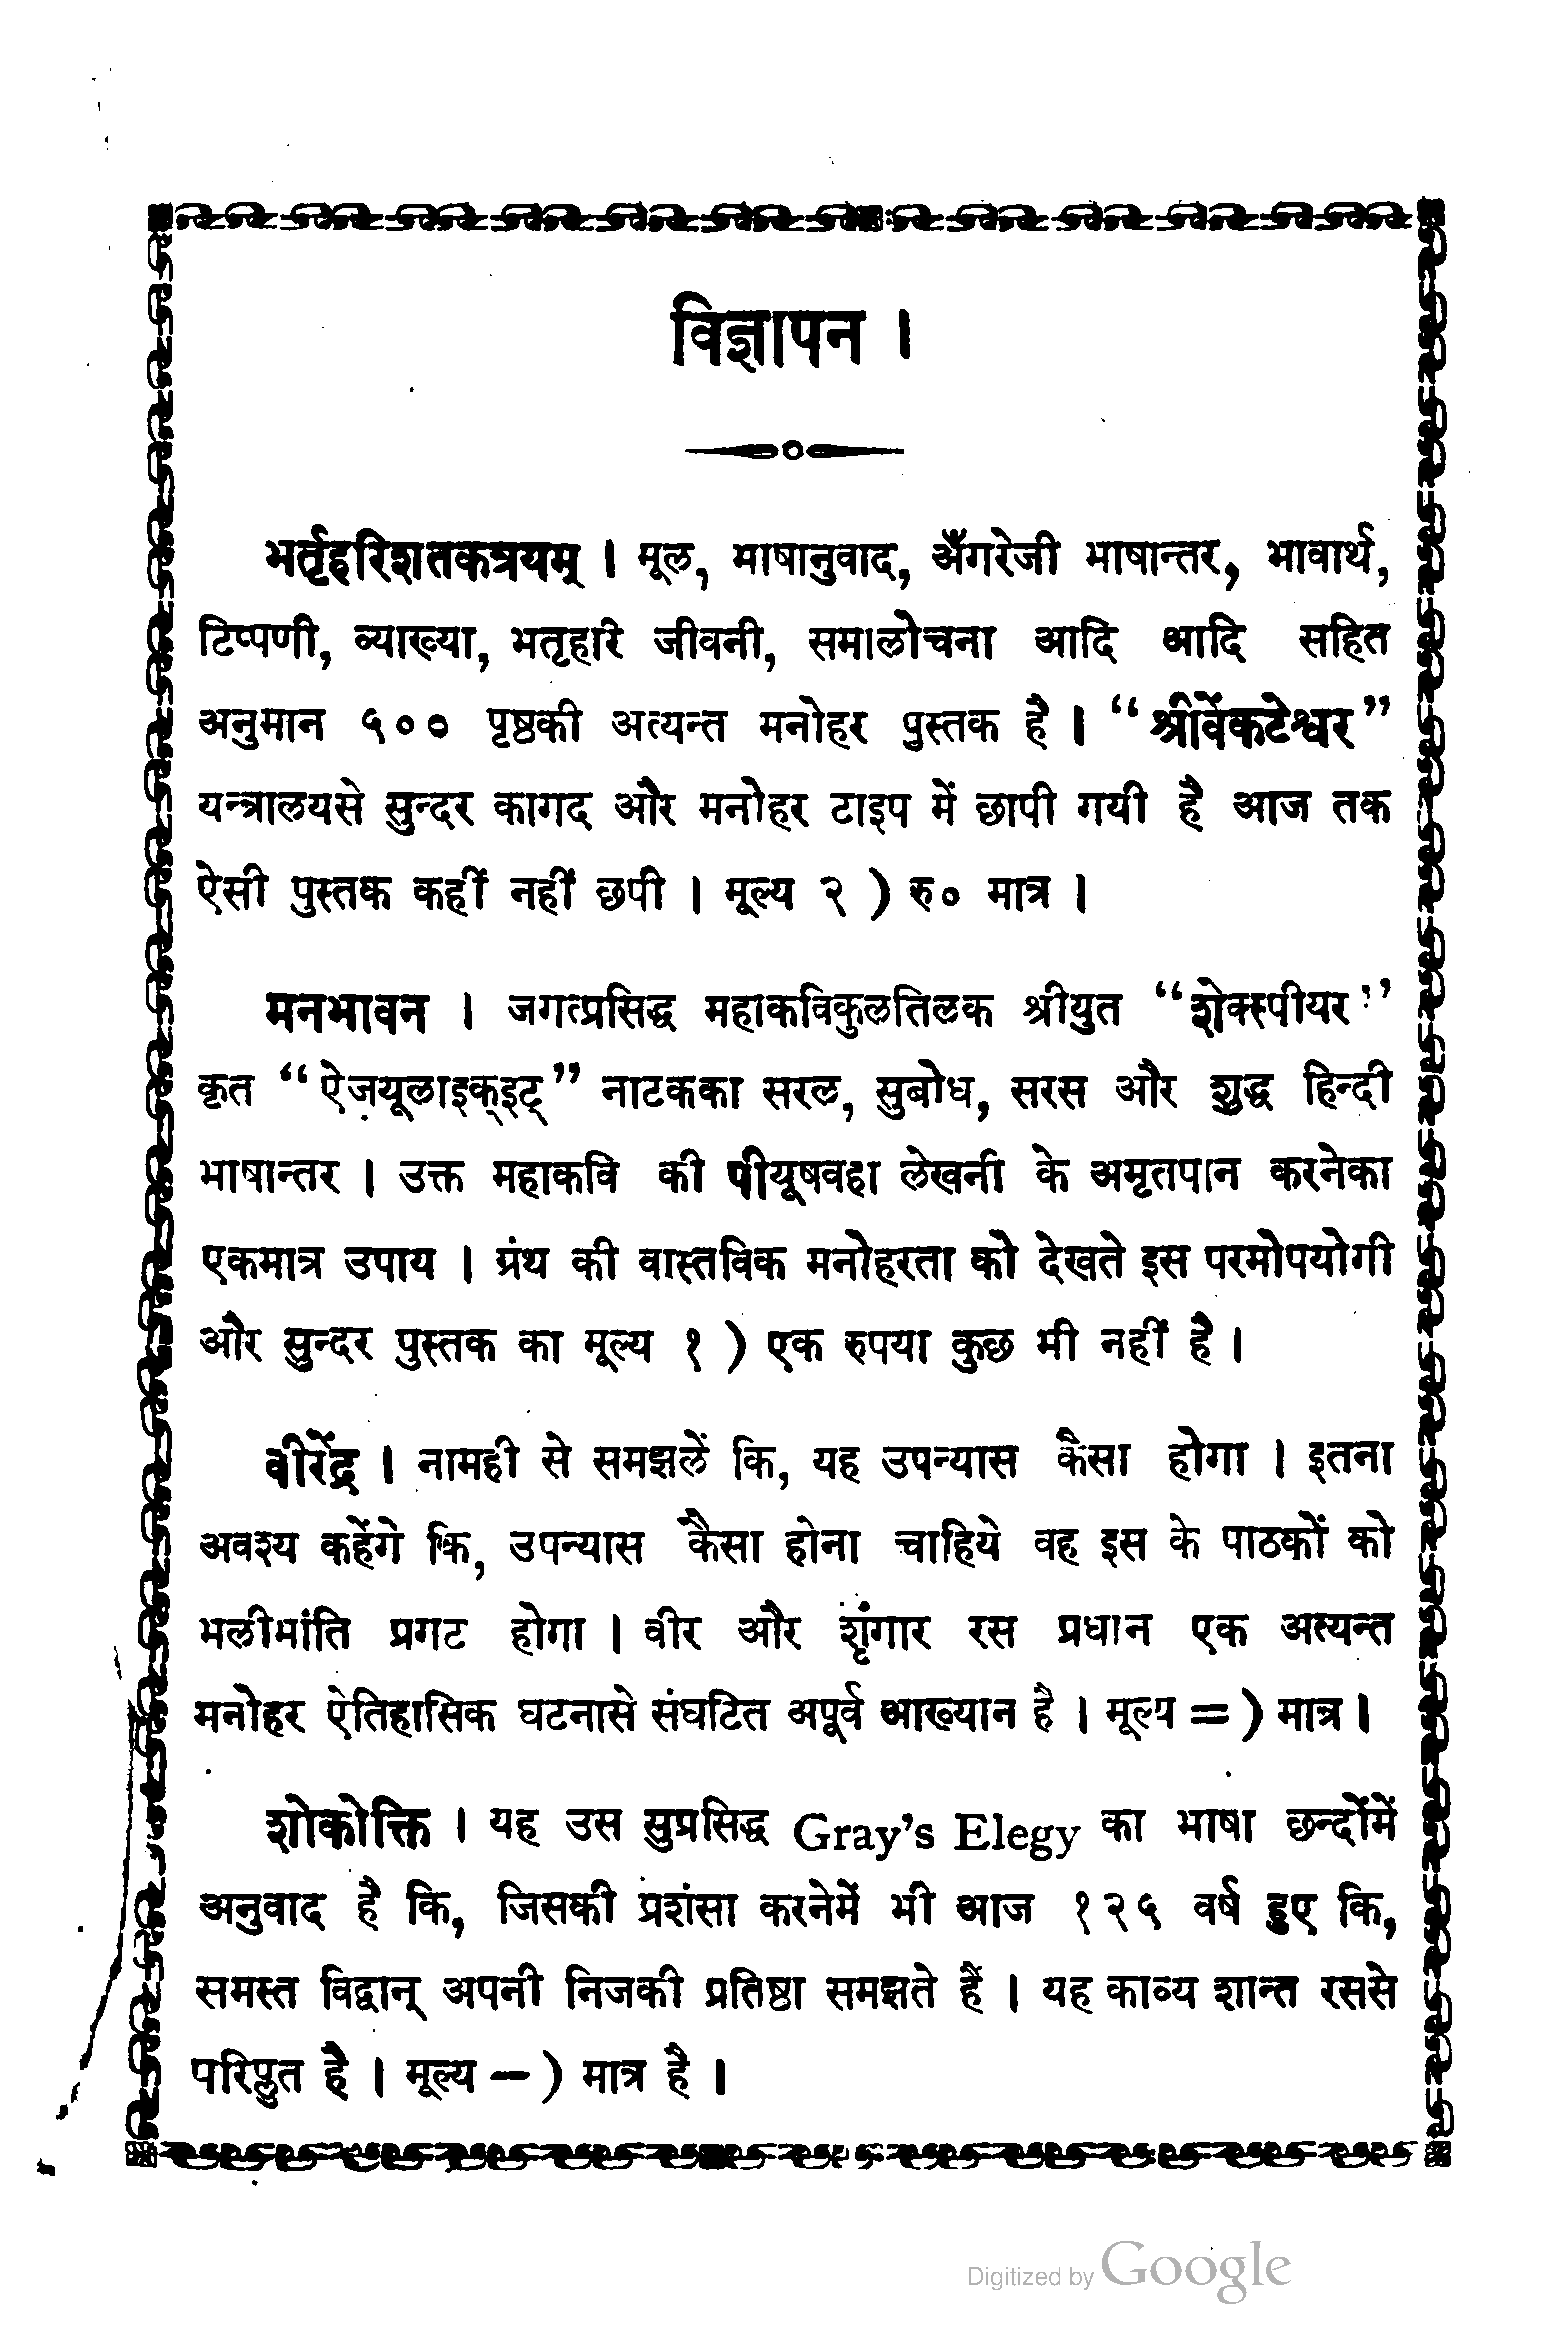 विज्ञापन ।
भर्तृहरिशतकत्रयम् । मूल, भाषानुवाद, अँगरेजी भाषान्तर, भावार्थ,
टिप्पणी, व्याख्या, भतृहरि जीवनी, समालोचना आदि आदि सहित
अनुमान ५०० पृष्ठकी अत्यन्त मनोहर पुस्तक है । “श्रीवेंकटेश्वर”
यन्त्रालयसे सुन्दर कागद और मनोहर टाइप में छापी गयी है आज तक
ऐसी पुस्तक कहीं नहीं छपी । मूल्य २ ) रु० मात्र ।
मनभावन । जगत्प्रसिद्ध महाकविकुलतिलक श्रीयुत “शेक्स्पीयर”
कृत “ऐज़यूलाइक्इट्” नाटकका सरल, सुबोध, सरस और शुद्ध हिन्दी
भाषान्तर । उक्त महाकवि की पीयूषवहा लेखनी के अमृतपान करनेका
एकमात्र उपाय । ग्रंथ की वास्तविक मनोहरता को देखते इस परमोपयोगी
और सुन्दर पुस्तक का मूल्य १ ) एक रुपया कुछ भी नहीं है ।
वीरेंद्र । नामही से समझलें कि, यह उपन्यास कैसा होगा । इतना
अवश्य कहेंगे कि, उपन्यास कैसा होना चाहिये वह इस के पाठकों को
भलीभांति प्रगट होगा । वीर और शृंगार रस प्रधान एक अत्यन्त
मनोहर ऐतिहासिक घटनासे संघटित अपूर्व आख्यान है । मूल्य = ) मात्र ।
शोकोक्ति । यह उस सुप्रसिद्ध Gray's Elegy का भाषा छन्दोंमें
अनुवाद है कि, जिसकी प्रशंसा करनेमें भी आज १२५ वर्ष हुए कि,
समस्त विद्वान् अपनी निजकी प्रतिष्ठा समझते हैं । यह काव्य शान्त रससे
परिप्लुत है । मूल्य – ) मात्र है ।
Digitized by Google